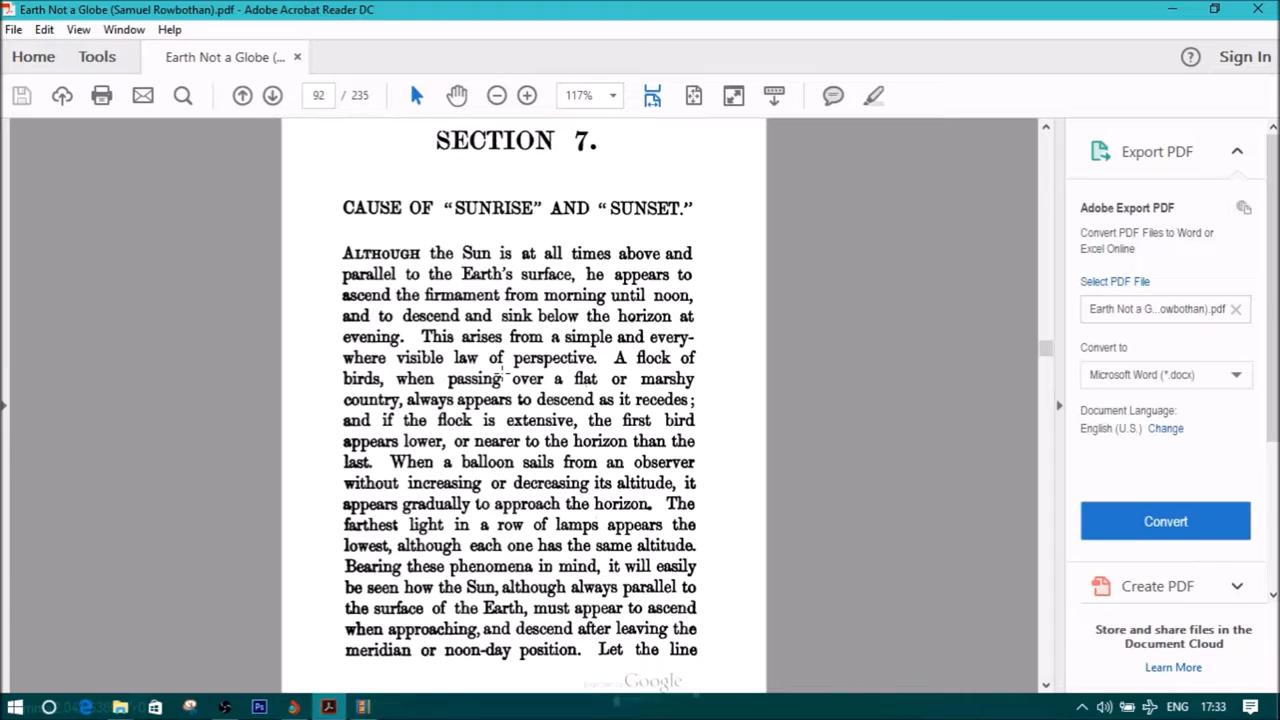 Earth Not a Globe (Samuel Rowbothan).pdf - Adobe Acrobat Reader DC
File Edit View Window Help
Home Tools Earth Not a Globe (... × Sign In
92 / 235 117%
SECTION 7.
CAUSE OF “SUNRISE” AND “SUNSET.”
ALTHOUGH the Sun is at all times above and
parallel to the Earth's surface, he appears to
ascend the firmament from morning until noon,
and to descend and sink below the horizon at
evening. This arises from a simple and every-
where visible law of perspective. A flock of
birds, when passing over a flat or marshy
country, always appears to descend as it recedes;
and if the flock is extensive, the first bird
appears lower, or nearer to the horizon than the
last. When a balloon sails from an observer
without increasing or decreasing its altitude, it
appears gradually to approach the horizon. The
farthest light in a row of lamps appears the
lowest, although each one has the same altitude.
Bearing these phenomena in mind, it will easily
be seen how the Sun, although always parallel to
the surface of the Earth, must appear to ascend
when approaching, and descend after leaving the
meridian or noon-day position. Let the line
Google
Export PDF
Adobe Export PDF
Convert PDF Files to Word or
Excel Online
Select PDF File
Earth Not a G...owbothan).pdf ×
Convert to
Microsoft Word (*.docx)
Document Language:
English (U.S.) Change
Convert
Create PDF
Store and share files in the
Document Cloud
Learn More
ENG 17:33